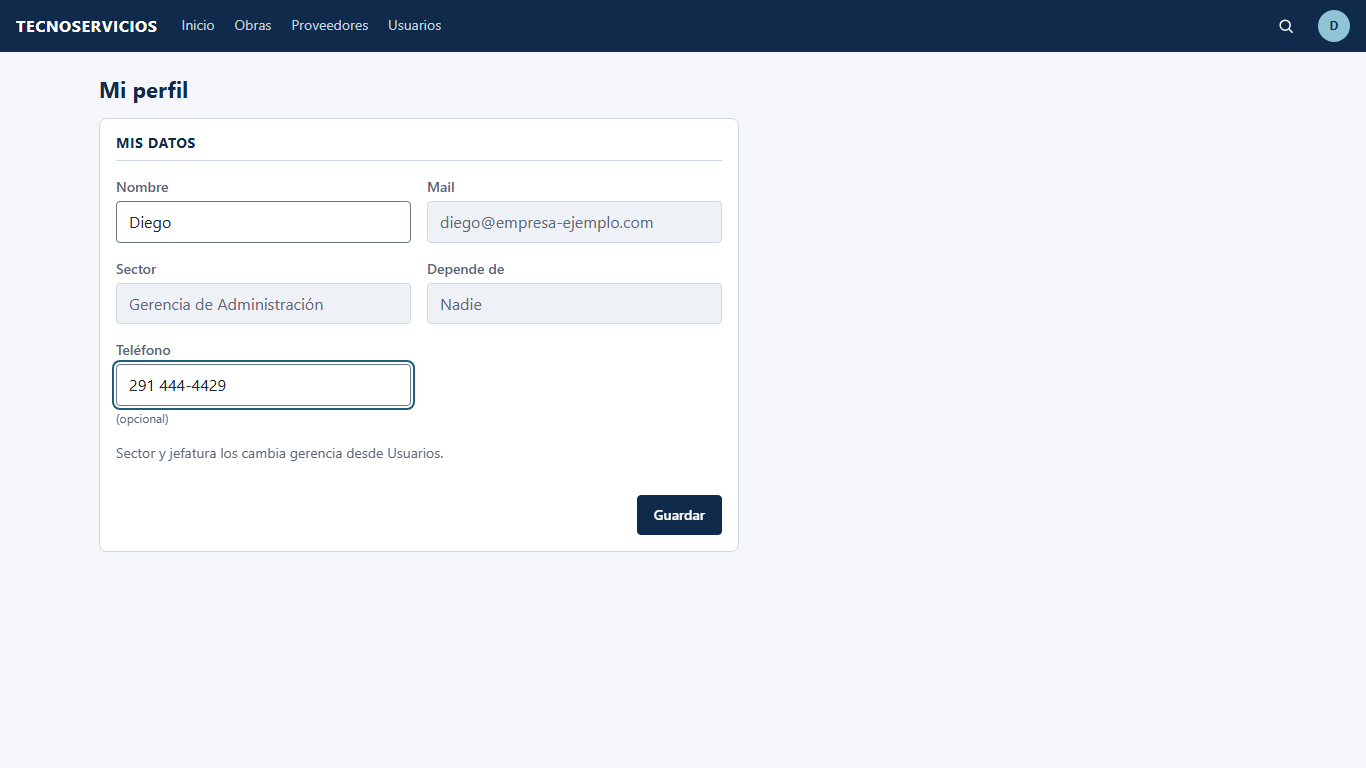 TECNOSERVICIOS Inicio Obras Proveedores Usuarios D
Mi perfil
MIS DATOS
Nombre Mail
Diego diego@empresa-ejemplo.com
Sector Depende de
Gerencia de Administración Nadie
Teléfono
291 444-4429
(opcional)
Sector y jefatura los cambia gerencia desde Usuarios.
Guardar